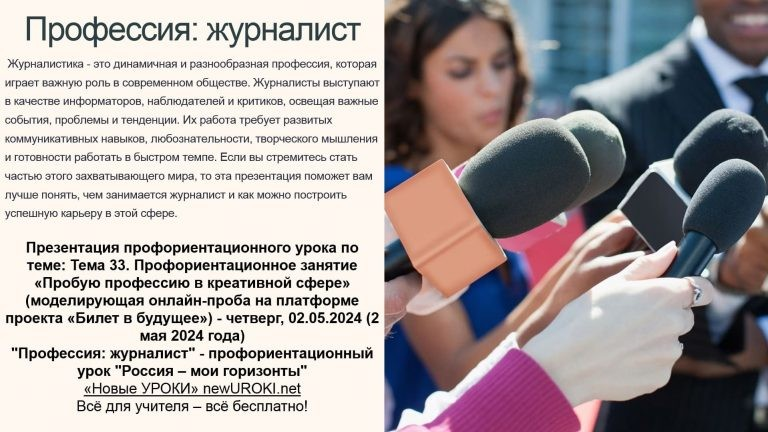 Профессия: журналист
Журналистика - это динамичная и разнообразная профессия, которая
играет важную роль в современном обществе. Журналисты выступают
в качестве информаторов, наблюдателей и критиков, освещая важные
события, проблемы и тенденции. Их работа требует развитых
коммуникативных навыков, любознательности, творческого мышления
и готовности работать в быстром темпе. Если вы стремитесь стать
частью этого захватывающего мира, то эта презентация поможет вам
лучше понять, чем занимается журналист и как можно построить
успешную карьеру в этой сфере.
Презентация профориентационного урока по
теме: Тема 33. Профориентационное занятие
«Пробую профессию в креативной сфере»
(моделирующая онлайн-проба на платформе
проекта «Билет в будущее») - четверг, 02.05.2024 (2
мая 2024 года)
"Профессия: журналист" - профориентационный
урок "Россия – мои горизонты"
«Новые УРОКИ» newUROKI.net
Всё для учителя – всё бесплатно!